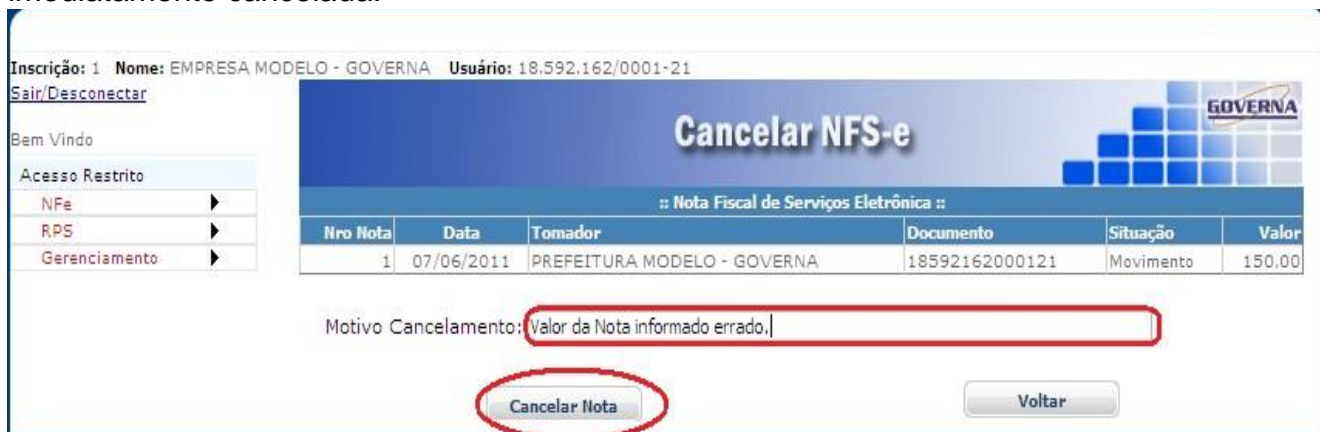 imediatamente cancelada.
Inscrição: 1 Nome: EMPRESA MODELO - GOVERNA Usuário: 18.592.162/0001-21
Sair/Desconectar
Bem Vindo
Acesso Restrito
NFe
RPS
Gerenciamento
Cancelar NFS-e
GOVERNA
:: Nota Fiscal de Serviços Eletrônica ::
Nro Nota Data Tomador Documento Situação Valor
1 07/06/2011 PREFEITURA MODELO - GOVERNA 18592162000121 Movimento 150,00
Motivo Cancelamento: Valor da Nota informado errado.
Cancelar Nota Voltar